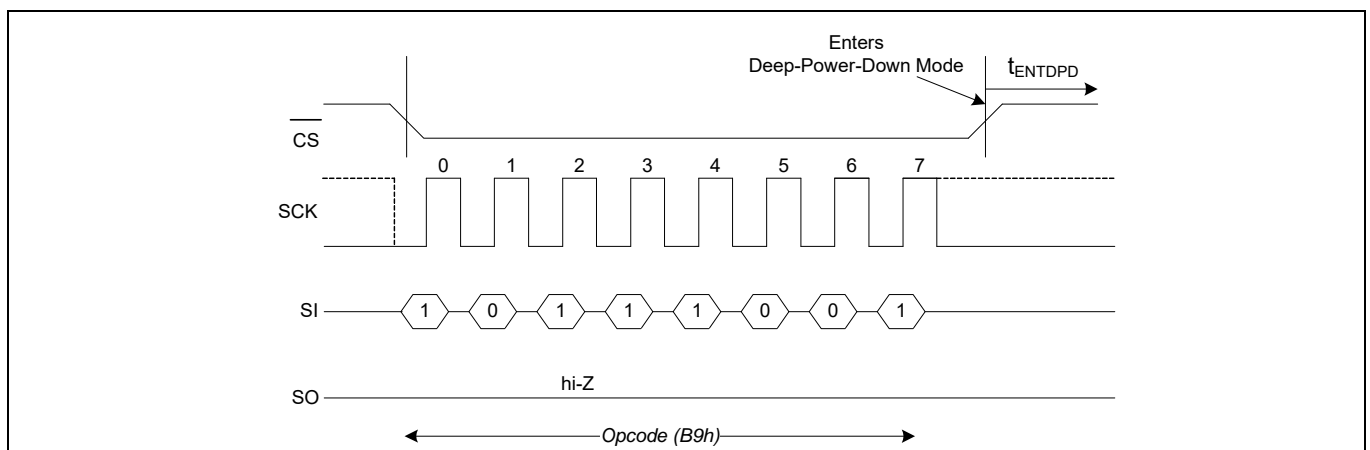 Enters
Deep-Power-Down Mode
tENTDPD
CS
0 1 2 3 4 5 6 7
SCK
SI 1 0 1 1 1 0 0 1
hi-Z
SO
Opcode (B9h)